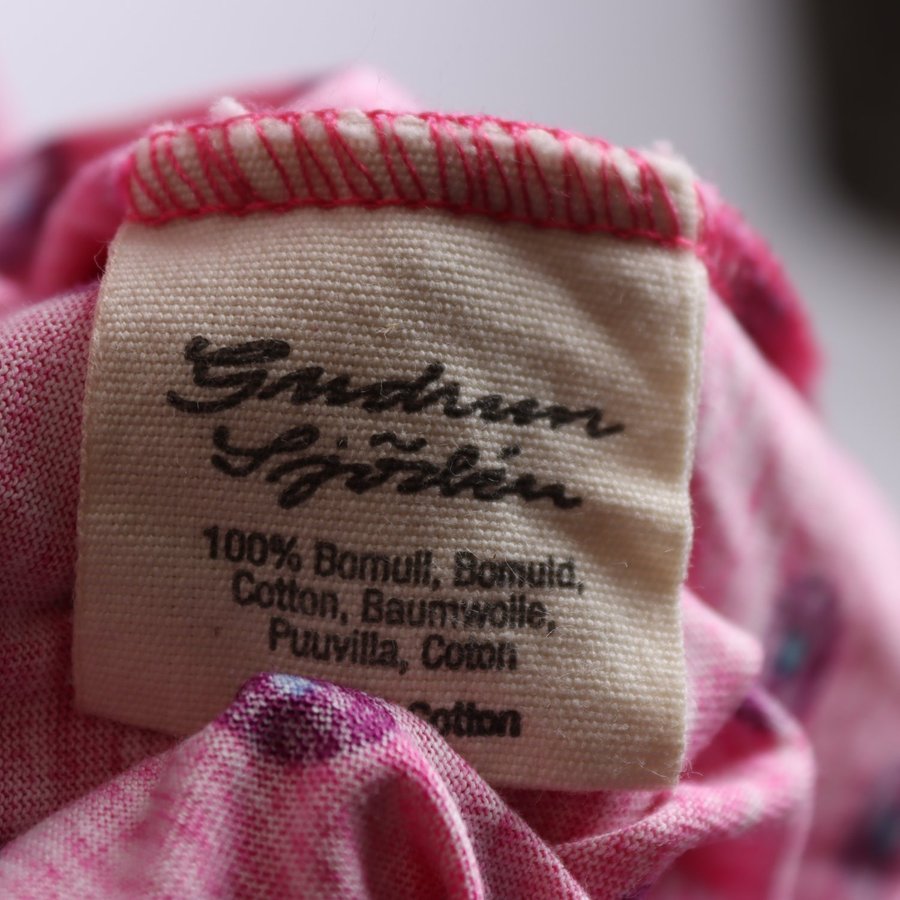 Gudrun
Sjödén
100% Bomull, Bomuld,
Cotton, Baumwolle,
Puuvilla, Coton
Cotton